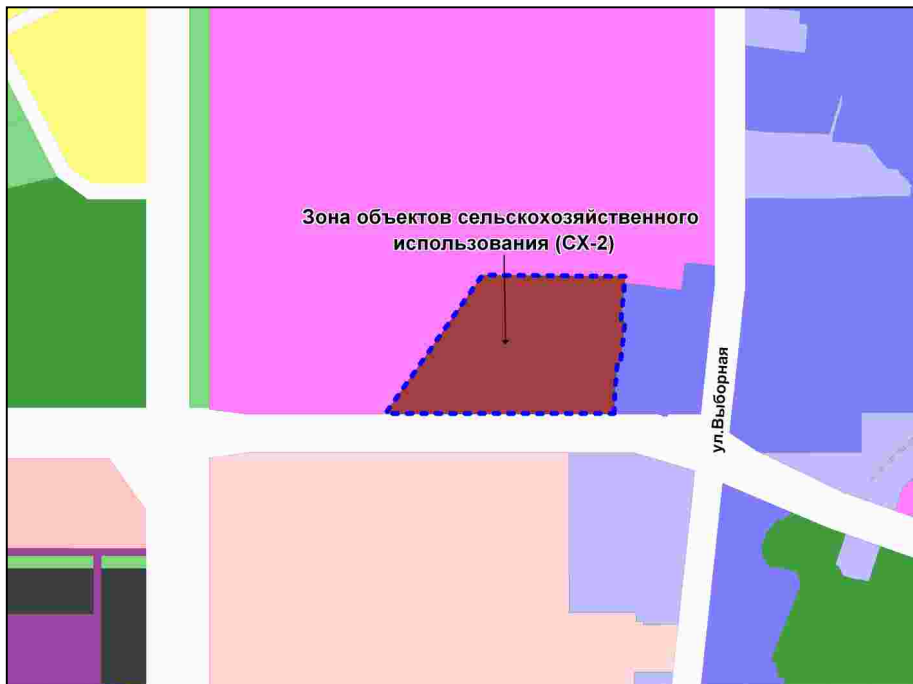 Зона объектов сельскохозяйственного
использования (СХ-2)
ул.Выборная